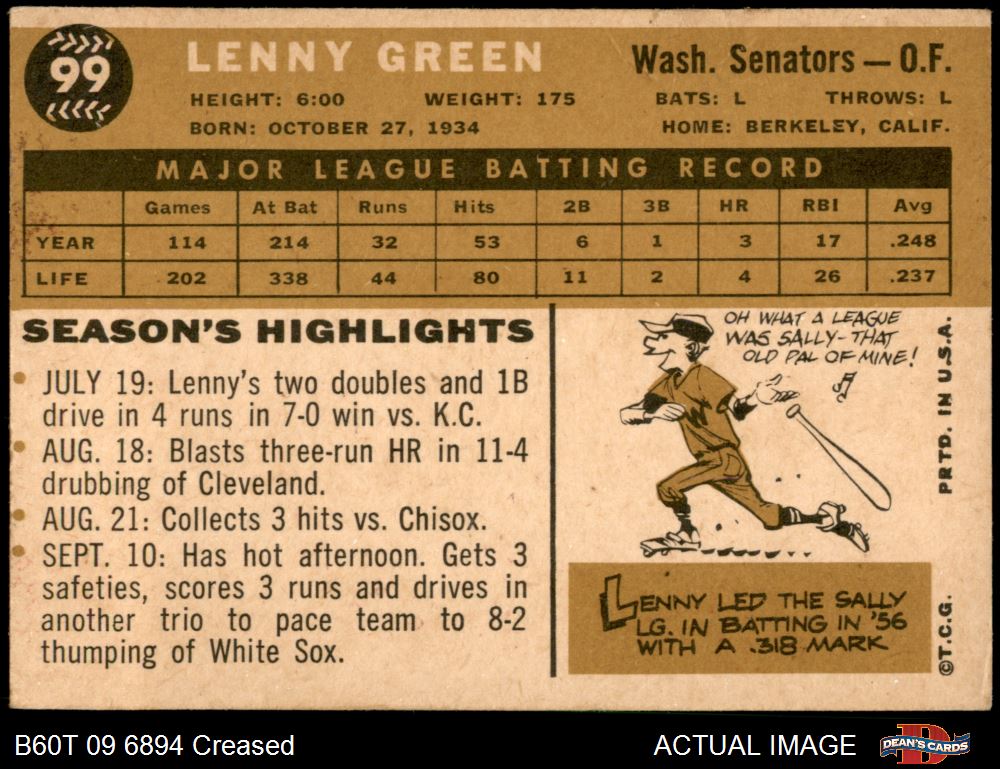 99
LENNY GREEN
Wash. Senators — O.F.
HEIGHT: 6:00 WEIGHT: 175 BATS: L THROWS: L
BORN: OCTOBER 27, 1934 HOME: BERKELEY, CALIF.
MAJOR LEAGUE BATTING RECORD
Games At Bat Runs Hits 2B 3B HR RBI Avg
YEAR 114 214 32 53 6 1 3 17 .248
LIFE 202 338 44 80 11 2 4 26 .237
SEASON'S HIGHLIGHTS
• JULY 19: Lenny's two doubles and 1B
drive in 4 runs in 7-0 win vs. K.C.
• AUG. 18: Blasts three-run HR in 11-4
drubbing of Cleveland.
• AUG. 21: Collects 3 hits vs. Chisox.
• SEPT. 10: Has hot afternoon. Gets 3
safeties, scores 3 runs and drives in
another trio to pace team to 8-2
thumping of White Sox.
OH WHAT A LEAGUE
WAS SALLY-THAT
OLD PAL OF MINE!
W
LENNY LED THE SALLY
LG. IN BATTING IN '56
WITH A .318 MARK
PRTD. IN U.S.A.
©T.C.G.
B60T 09 6894 Creased
ACTUAL IMAGE
DEAN'S CARDS